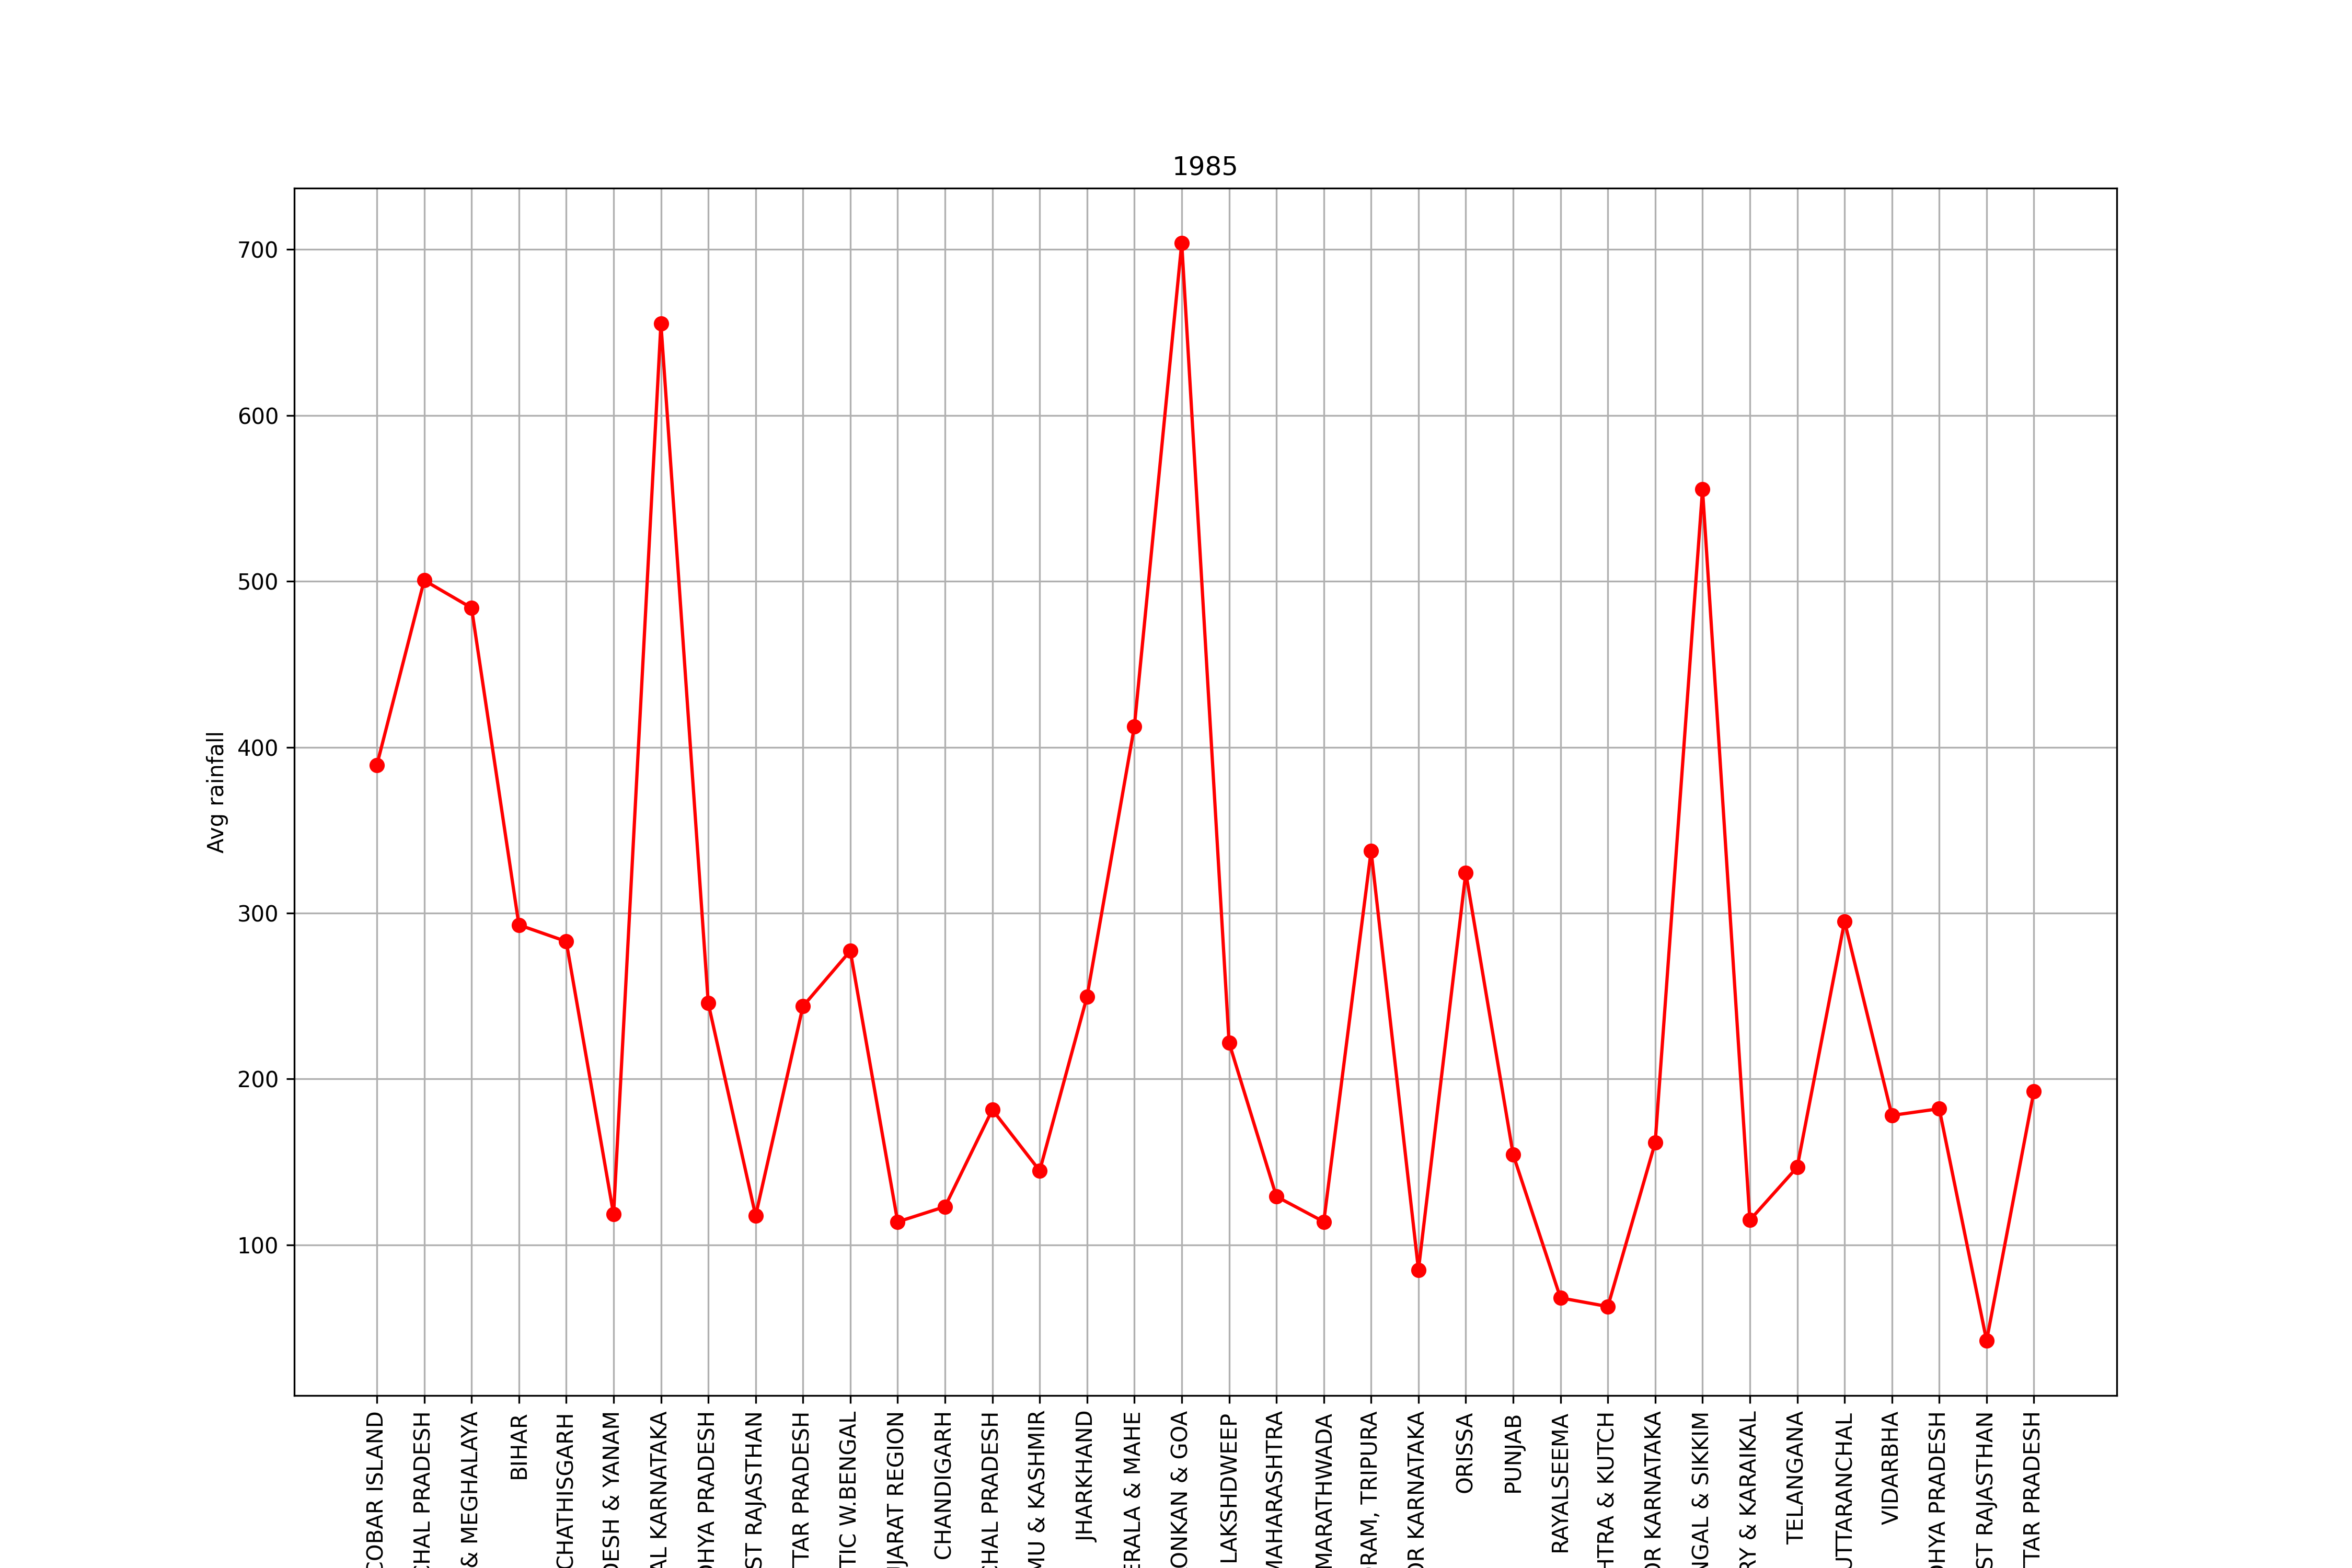 1985
700
600
500
400
300
200
100
Avg rainfall
COBAR ISLAND
CHAL PRADESH
& MEGHALAYA
BIHAR
CHATHISGARH
DESH & YANAM
AL KARNATAKA
DHYA PRADESH
ST RAJASTHAN
TTAR PRADESH
TIC W.BENGAL
JARAT REGION
CHANDIGARH
CHAL PRADESH
MU & KASHMIR
JHARKHAND
ERALA & MAHE
ONKAN & GOA
LAKSHDWEEP
MAHARASHTRA
MARATHWADA
RAM, TRIPURA
OR KARNATAKA
ORISSA
PUNJAB
RAYALSEEMA
HTRA & KUTCH
OR KARNATAKA
NGAL & SIKKIM
RY & KARAIKAL
TELANGANA
UTTARANCHAL
VIDARBHA
DHYA PRADESH
ST RAJASTHAN
TTAR PRADESH